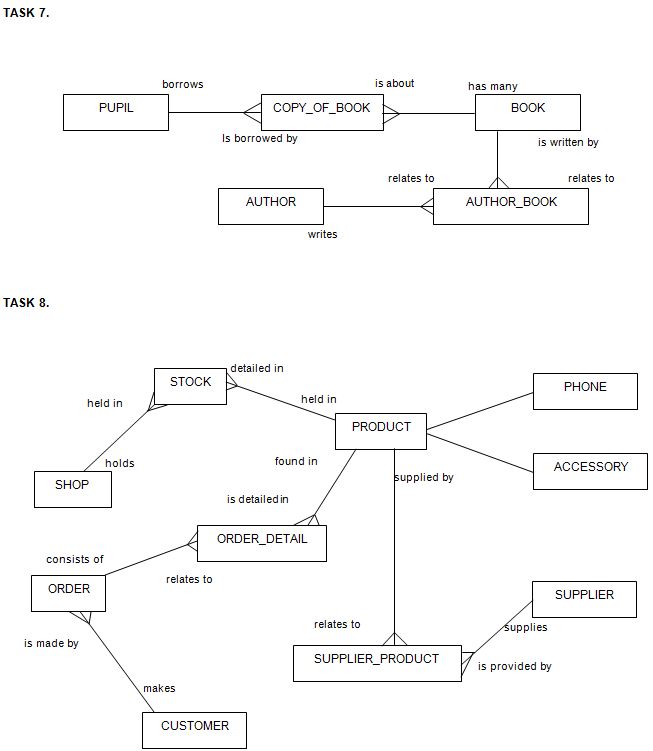 TASK 7.
borrows
is about
has many
PUPIL
COPY_OF_BOOK
BOOK
Is borrowed by
is written by
relates to
relates to
AUTHOR
AUTHOR_BOOK
writes
TASK 8.
detailed in
STOCK
PHONE
held in
held in
PRODUCT
found in
holds
ACCESSORY
supplied by
SHOP
is detailed in
ORDER_DETAIL
consists of
relates to
ORDER
SUPPLIER
relates to
supplies
is made by
SUPPLIER_PRODUCT
is provided by
makes
CUSTOMER